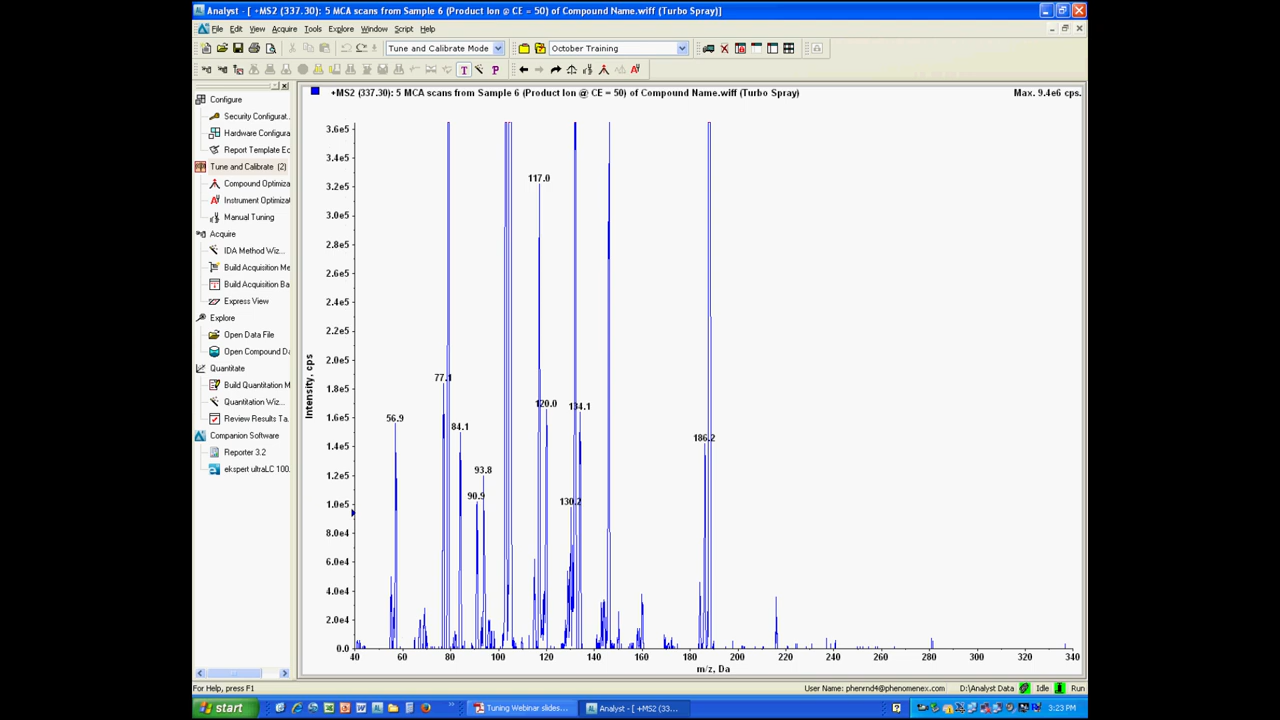 Analyst - [ +MS2 (337.30): 5 MCA scans from Sample 6 (Product Ion @ CE = 50) of Compound Name.wiff (Turbo Spray)]
File Edit View Acquire Tools Explore Window Script Help
Tune and Calibrate Mode October Training
Configure
Security Configurat.
Hardware Configura
Report Template Ec
Tune and Calibrate (2)
Compound Optimiza
Instrument Optimizat
Manual Tuning
Acquire
IDA Method Wiz...
Build Acquisition Me
Build Acquisition Ba
Express View
Explore
Open Data File
Open Compound Da
Quantitate
Build Quantitation M
Quantitation Wiz...
Review Results Ta.
Companion Software
Reporter 3.2
ekspert ultraLC 100.
+MS2 (337.30): 5 MCA scans from Sample 6 (Product Ion @ CE = 50) of Compound Name.wiff (Turbo Spray) Max. 9.4e6 cps.
Intensity, cps
3.6e5
3.4e5
3.2e5
3.0e5
2.8e5
2.6e5
2.4e5
2.2e5
2.0e5
1.8e5
1.6e5
1.4e5
1.2e5
1.0e5
8.0e4
6.0e4
4.0e4
2.0e4
0.0
117.0
77.1
120.0
134.1
56.9
84.1
186.2
93.8
90.9
130.2
40 60 80 100 120 140 160 180 200 220 240 260 280 300 320 340
m/z, Da
For Help, press F1 User Name: phenrnd4@phenomenex.com D:\Analyst Data Idle Run
start Tuning Webinar slides... Analyst - [ +MS2 (33... 3:23 PM